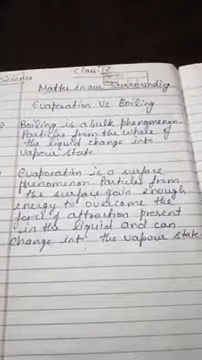 Science
Class-IX
Matter in our Surrounding
Evaporation Vs Boiling
Boiling is a bulk phenomenon.
Particles from the whole of
the liquid change into
vapour state
Evaporation is a surface
phenomenon. Particles from
the surface gain enough
energy to overcome the
force of attraction present
in the liquid and can
change into the vapour state.